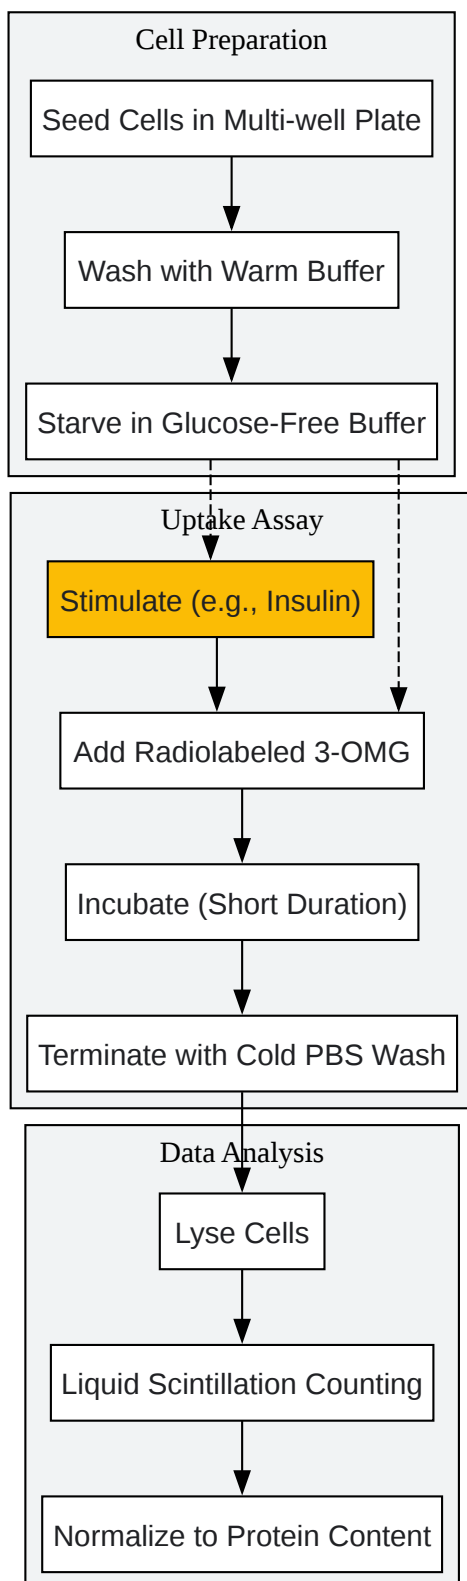 Cell Preparation
Seed Cells in Multi-well Plate
Wash with Warm Buffer
Starve in Glucose-Free Buffer
Uptake Assay
Stimulate (e.g., Insulin)
Add Radiolabeled 3-OMG
Incubate (Short Duration)
Terminate with Cold PBS Wash
Data Analysis
Lyse Cells
Liquid Scintillation Counting
Normalize to Protein Content